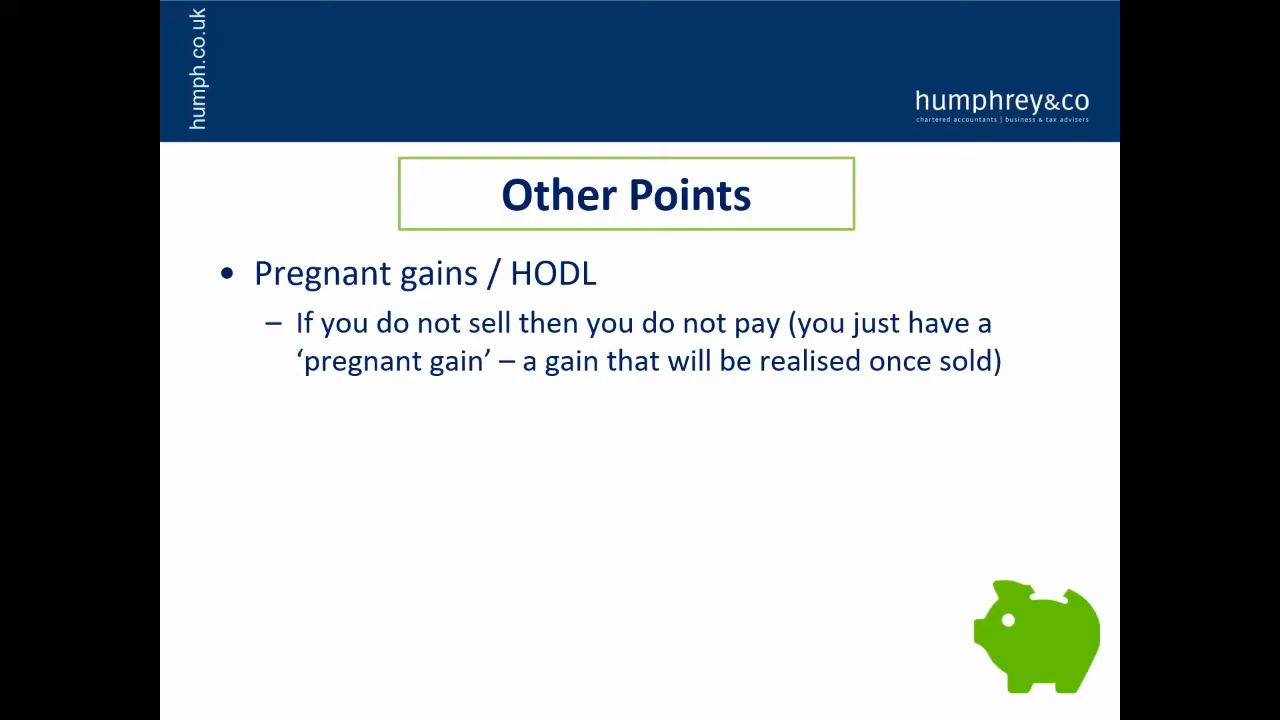 humph.co.uk
humphrey&co
chartered accountants | business & tax advisers
Other Points
• Pregnant gains / HODL
– If you do not sell then you do not pay (you just have a
‘pregnant gain’ – a gain that will be realised once sold)